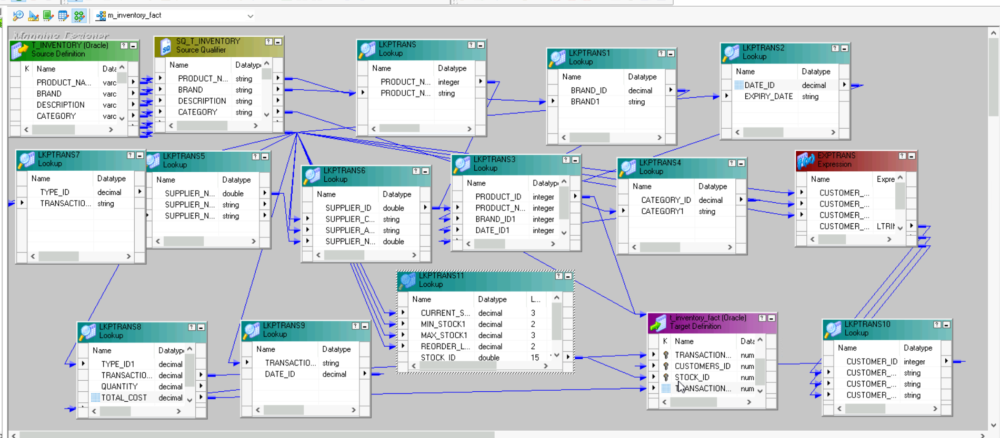 m_inventory_fact
Mapping Designer
T_INVENTORY (Oracle)
Source Definition
K Name Data
PRODUCT_NA... varc
BRAND varc
DESCRIPTION varc
CATEGORY varc
SQ_T_INVENTORY
Source Qualifier
Name Datatype
PRODUCT_N... string
BRAND string
DESCRIPTION string
CATEGORY string
LKPTRANS
Lookup
Name Datatype
PRODUCT_N... integer
PRODUCT_N... string
LKPTRANS1
Lookup
Name Datatype
BRAND_ID decimal
BRAND1 string
LKPTRANS2
Lookup
Name Datatype
DATE_ID decimal
EXPIRY_DATE string
LKPTRANS7
Lookup
Name Datatype
TYPE_ID decimal
TRANSACTIO... string
LKPTRANS5
Lookup
Name Datatype
SUPPLIER_N... double
SUPPLIER_N... string
SUPPLIER_N... string
LKPTRANS6
Lookup
Name Datatype
SUPPLIER_ID double
SUPPLIER_C... string
SUPPLIER_A... string
SUPPLIER_N... double
LKPTRANS3
Lookup
Name Datatyp
PRODUCT_ID integer
PRODUCT_N... integer
BRAND_ID1 integer
DATE_ID1 integer
LKPTRANS4
Lookup
Name Datatype
CATEGORY_ID decimal
CATEGORY1 string
EXPTRANS
Expression
Name Expre
CUSTOMER_...
CUSTOMER_...
CUSTOMER_...
CUSTOMER_... LTRIM
LKPTRANS11
Lookup
Name Datatype L...
CURRENT_S... decimal 3
MIN_STOCK1 decimal 2
MAX_STOCK1 decimal 3
REORDER_L... decimal 2
STOCK_ID double 15
LKPTRANS8
Lookup
Name Datatyp
TYPE_ID1 decimal
TRANSACTIO... decimal
QUANTITY decimal
TOTAL_COST decimal
LKPTRANS9
Lookup
Name Datatype
TRANSACTIO... string
DATE_ID decimal
t_inventory_fact (Oracle)
Target Definition
K Name Data
TRANSACTION... num
CUSTOMERS_ID num
STOCK_ID num
TRANSACTION... num
LKPTRANS10
Lookup
Name Datatype
CUSTOMER_ID integer
CUSTOMER_... string
CUSTOMER_... string
CUSTOMER_... string